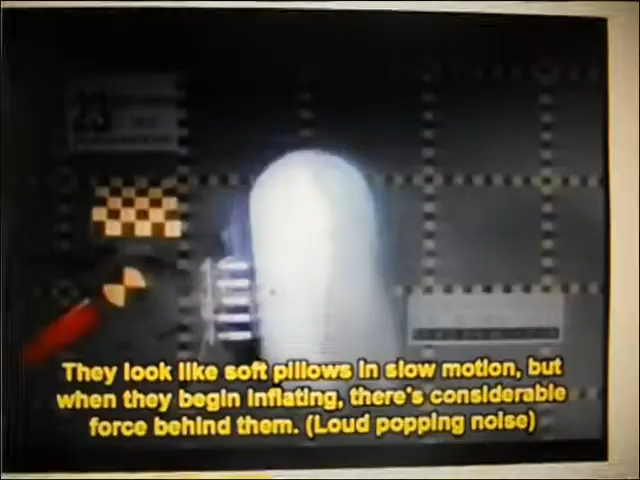 23
They look like soft pillows in slow motion, but
when they begin inflating, there's considerable
force behind them. (Loud popping noise)